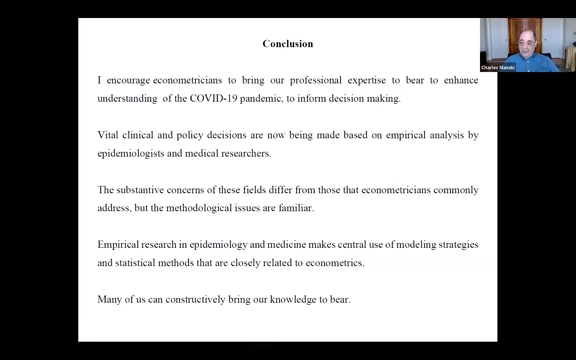 Conclusion
I encourage econometricians to bring our professional expertise to bear to enhance
understanding of the COVID-19 pandemic, to inform decision making.
Vital clinical and policy decisions are now being made based on empirical analysis by
epidemiologists and medical researchers.
The substantive concerns of these fields differ from those that econometricians commonly
address, but the methodological issues are familiar.
Empirical research in epidemiology and medicine makes central use of modeling strategies
and statistical methods that are closely related to econometrics.
Many of us can constructively bring our knowledge to bear.
Charles Manski